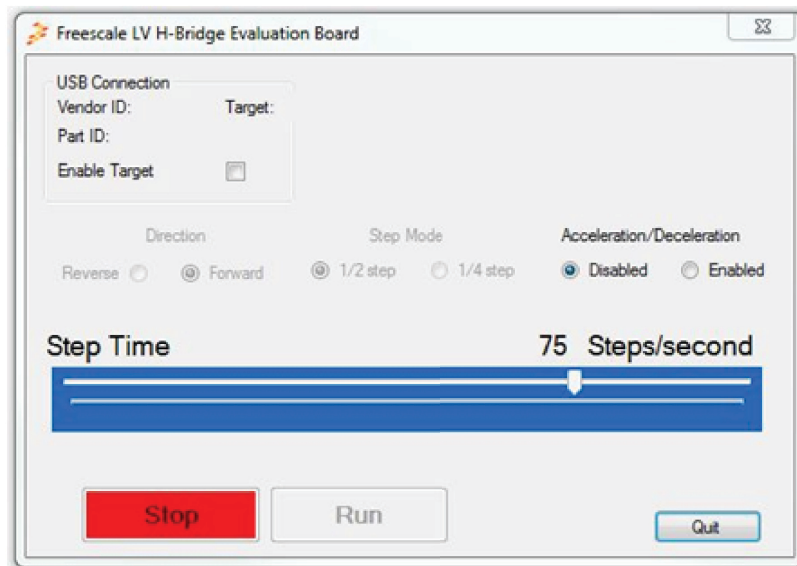 Freescale LV H-Bridge Evaluation Board
USB Connection
Vendor ID: Target:
Part ID:
Enable Target
Direction Step Mode Acceleration/Deceleration
Reverse Forward 1/2 step 1/4 step Disabled Enabled
Step Time 75 Steps/second
Stop Run Quit